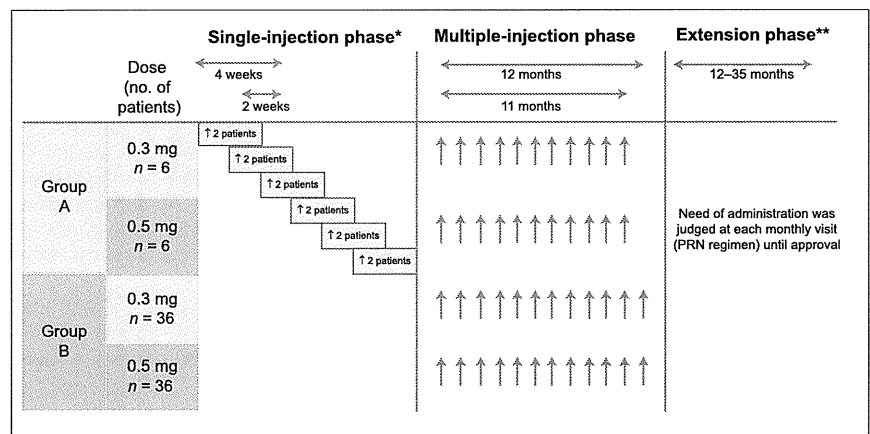 Single-injection phase*
Multiple-injection phase
Extension phase**
Dose
(no. of
patients)
4 weeks
2 weeks
12 months
11 months
12–35 months
Group
A
0.3 mg
n = 6
0.5 mg
n = 6
↑ 2 patients
↑ 2 patients
↑ 2 patients
↑ 2 patients
↑ 2 patients
↑ 2 patients
Need of administration was
judged at each monthly visit
(PRN regimen) until approval
Group
B
0.3 mg
n = 36
0.5 mg
n = 36